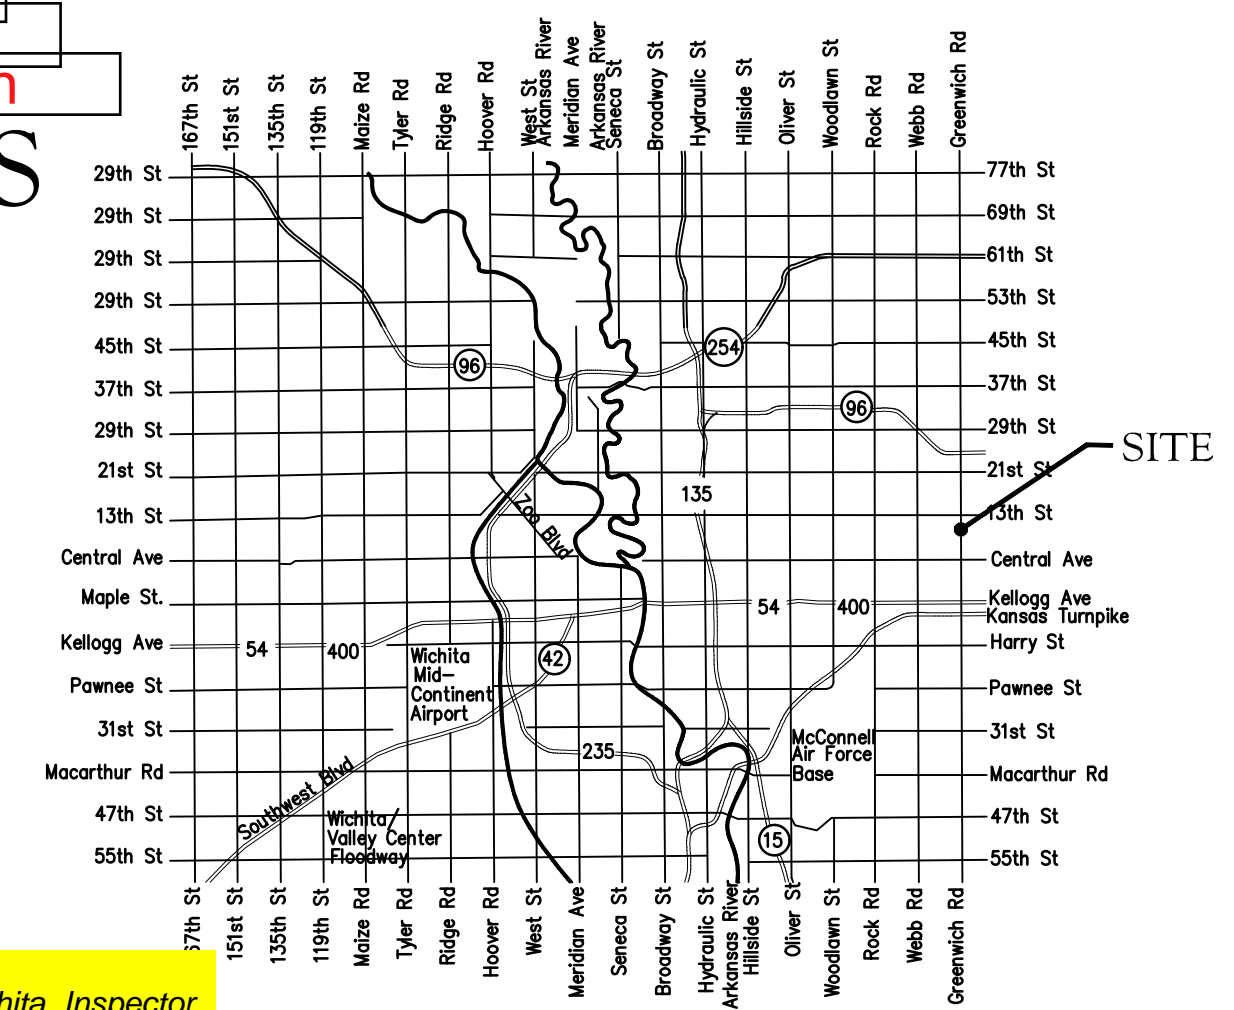 n
S
167th St
151st St
135th St
119th St
Maize Rd
Tyler Rd
Ridge Rd
Hoover Rd
West St
Arkansas River
Meridian Ave
Arkansas River
Seneca St
Broadway St
Hydraulic St
Hillside St
Oliver St
Woodlawn St
Rock Rd
Webb Rd
Greenwich Rd
29th St
29th St
29th St
29th St
45th St
37th St
29th St
21st St
13th St
Central Ave
Maple St.
Kellogg Ave
Pawnee St
31st St
Macarthur Rd
47th St
55th St
77th St
69th St
61th St
53th St
45th St
37th St
29th St
21st St
13th St
Central Ave
Kellogg Ave
Kansas Turnpike
Harry St
Pawnee St
31st St
Macarthur Rd
47th St
55th St
SITE
96
254
96
135
Zoo Blvd
54
400
54
400
42
Wichita
Mid-
Continent
Airport
235
McConnell
Air Force
Base
Southwest Blvd
Wichita/
Valley Center
Floodway
15
67th St
151st St
135th St
119th St
Maize Rd
Tyler Rd
Ridge Rd
Hoover Rd
West St
Meridian Ave
Seneca St
Broadway St
Hydraulic St
Arkansas River
Hillside St
Oliver St
Woodlawn St
Rock Rd
Webb Rd
Greenwich Rd
hita Inspector